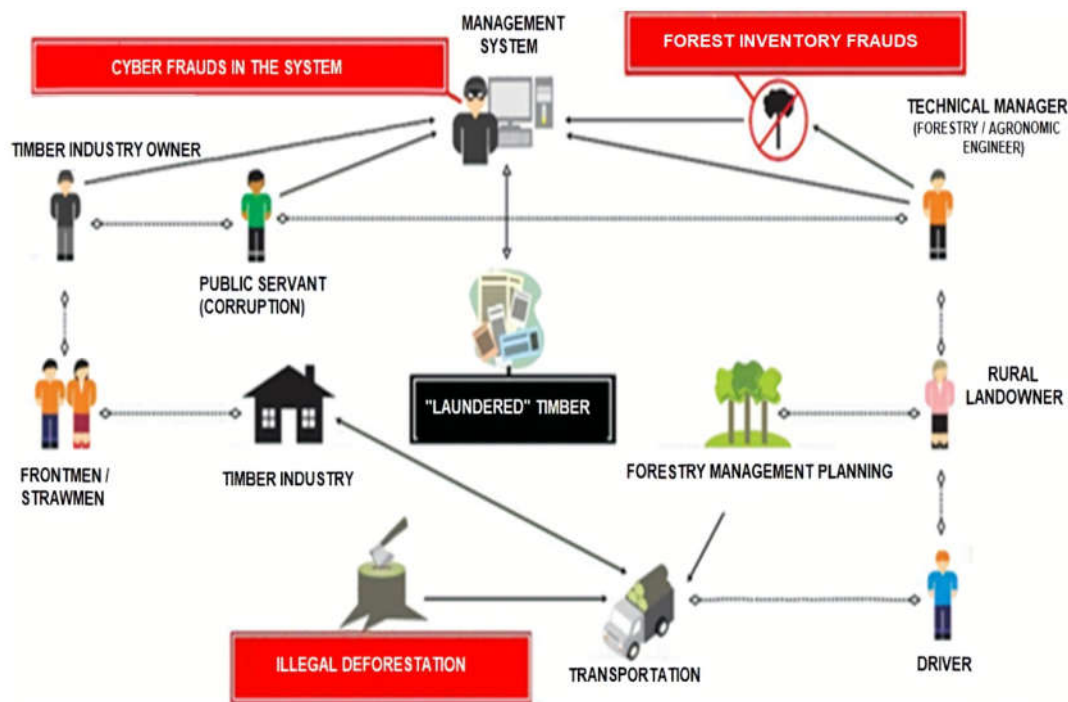 MANAGEMENT
SYSTEM
FOREST INVENTORY FRAUDS
CYBER FRAUDS IN THE SYSTEM
TECHNICAL MANAGER
(FORESTRY / AGRONOMIC
ENGINEER)
TIMBER INDUSTRY OWNER
PUBLIC SERVANT
(CORRUPTION)
RURAL
LANDOWNER
"LAUNDERED" TIMBER
FRONTMEN /
STRAWMEN
TIMBER INDUSTRY
FORESTRY MANAGEMENT PLANNING
ILLEGAL DEFORESTATION
TRANSPORTATION
DRIVER